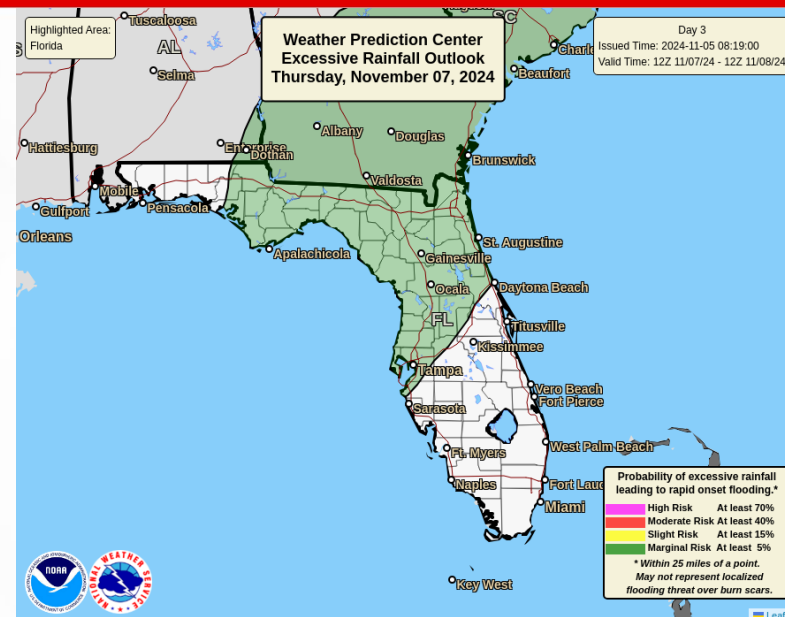 Highlighted Area:
Florida
Weather Prediction Center
Excessive Rainfall Outlook
Thursday, November 07, 2024
Day 3
Issued Time: 2024-11-05 08:19:00
Valid Time: 12Z 11/07/24 - 12Z 11/08/24
Tuscaloosa
SC
AL
Charle
Selma
Beaufort
Albany
Douglas
Hattiesburg
Enterprise
Dothan
Brunswick
Valdosta
Mobile
Pensacola
Gulfport
Orleans
St. Augustine
Apalachicola
Gainesville
Ocala
Daytona Beach
FL
Titusville
Kissimmee
Tampa
Vero Beach
Fort Pierce
Sarasota
West Palm Beach
Ft. Myers
Naples
Fort Laud
Miami
Key West
Probability of excessive rainfall
leading to rapid onset flooding.*
High Risk At least 70%
Moderate Risk At least 40%
Slight Risk At least 15%
Marginal Risk At least 5%
* Within 25 miles of a point.
May not represent localized
flooding threat over burn scars.
NOAA
NATIONAL WEATHER SERVICE
Leaf